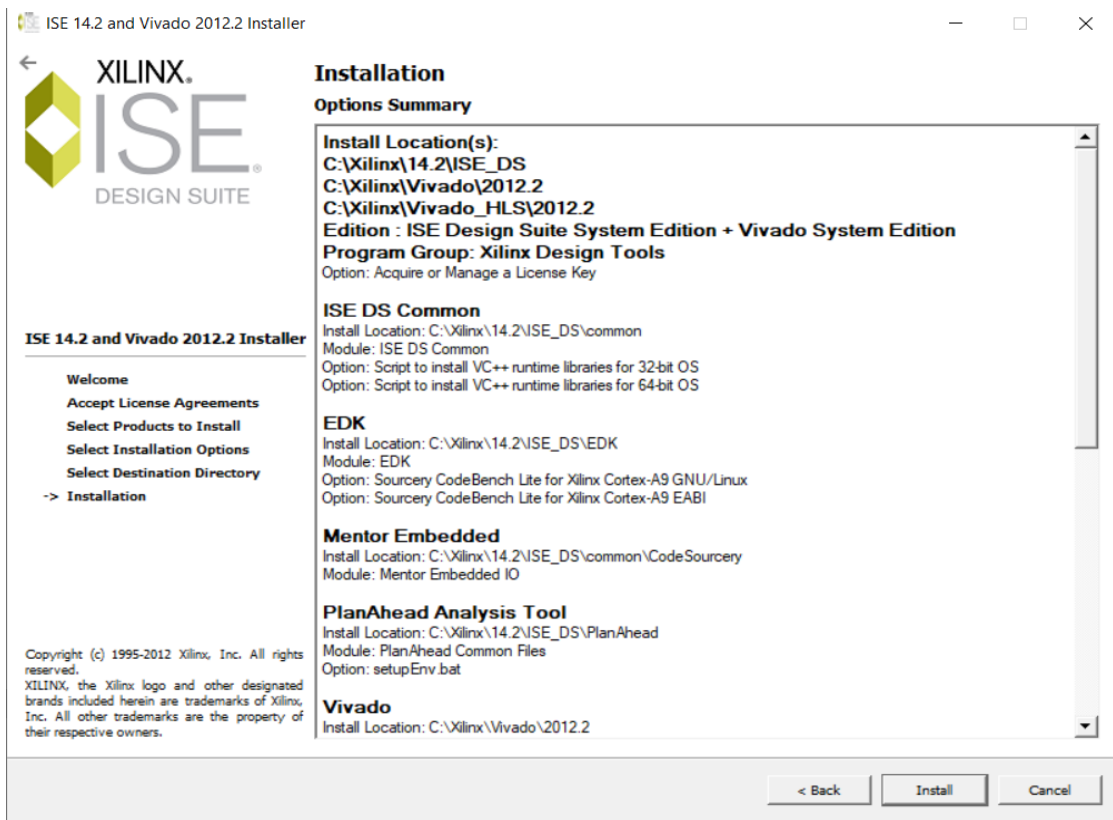 ISE 14.2 and Vivado 2012.2 Installer
XILINX.
ISE®
DESIGN SUITE
ISE 14.2 and Vivado 2012.2 Installer
Welcome
Accept License Agreements
Select Products to Install
Select Installation Options
Select Destination Directory
-> Installation
Copyright (c) 1995-2012 Xilinx, Inc. All rights
reserved.
XILINX, the Xilinx logo and other designated
brands included herein are trademarks of Xilinx,
Inc. All other trademarks are the property of
their respective owners.
Installation
Options Summary
Install Location(s):
C:\Xilinx\14.2\ISE_DS
C:\Xilinx\Vivado\2012.2
C:\Xilinx\Vivado_HLS\2012.2
Edition : ISE Design Suite System Edition + Vivado System Edition
Program Group: Xilinx Design Tools
Option: Acquire or Manage a License Key
ISE DS Common
Install Location: C:\Xilinx\14.2\ISE_DS\common
Module: ISE DS Common
Option: Script to install VC++ runtime libraries for 32-bit OS
Option: Script to install VC++ runtime libraries for 64-bit OS
EDK
Install Location: C:\Xilinx\14.2\ISE_DS\EDK
Module: EDK
Option: Sourcery CodeBench Lite for Xilinx Cortex-A9 GNU/Linux
Option: Sourcery CodeBench Lite for Xilinx Cortex-A9 EABI
Mentor Embedded
Install Location: C:\Xilinx\14.2\ISE_DS\common\CodeSourcery
Module: Mentor Embedded IO
PlanAhead Analysis Tool
Install Location: C:\Xilinx\14.2\ISE_DS\PlanAhead
Module: PlanAhead Common Files
Option: setupEnv.bat
Vivado
Install Location: C:\Xilinx\Vivado\2012.2
< Back
Install
Cancel